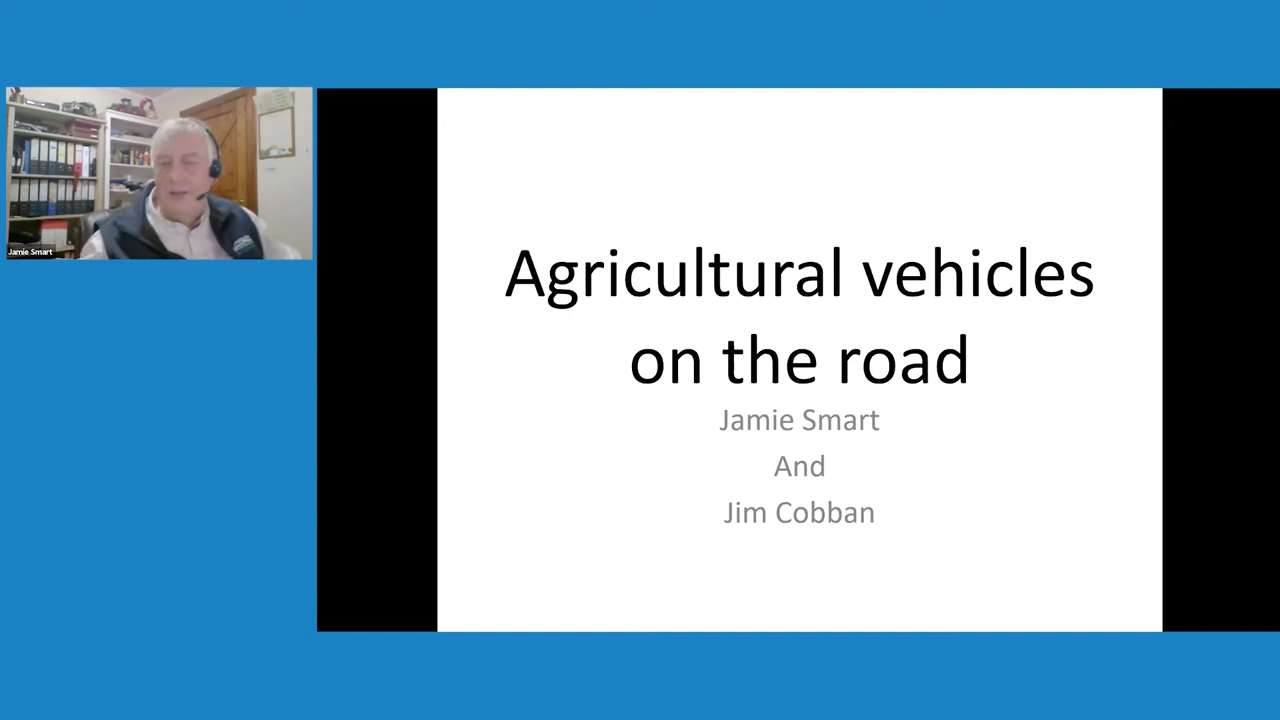 Jamie Smart
Agricultural vehicles
on the road
Jamie Smart
And
Jim Cobban